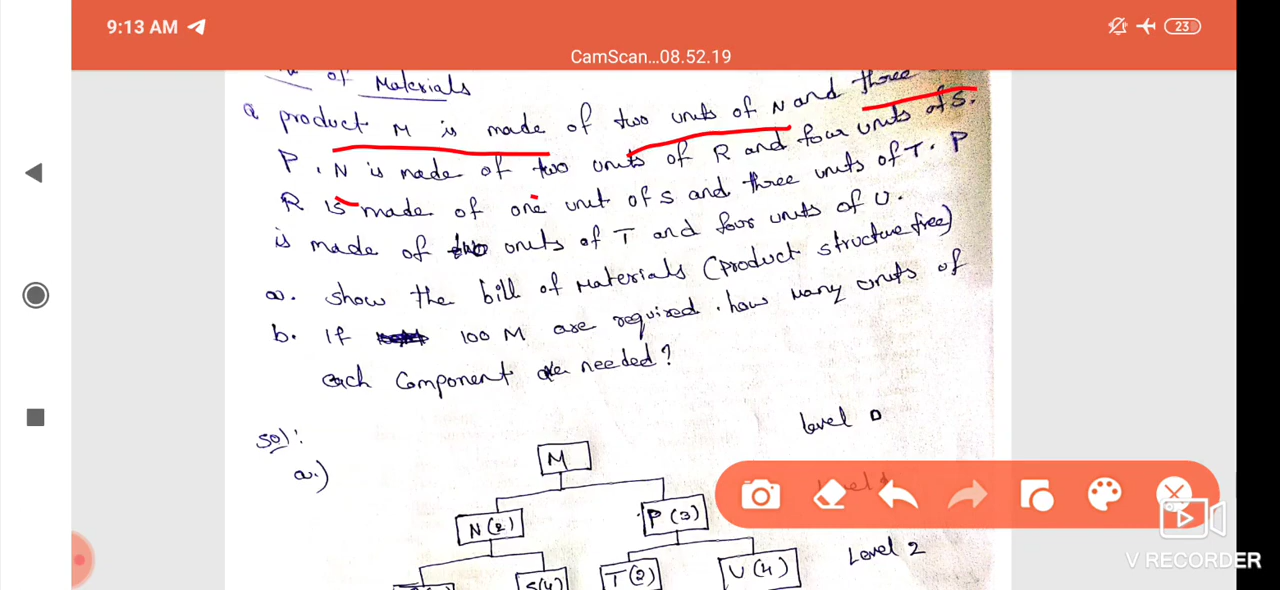 9:13 AM
23
CamScan...08.52.19
of Materials
a product M is made of two units of N and three
P. N is made of two units of R and four units of S.
R is made of one unit of S and three units of T. P
is made of two units of T and four units of U.
a. show the bill of Materials (product structure tree)
b. If 100 M are required. how many units of
each component are needed?
Sol:
a.)
Level 0
M
N(2)
P(3)
Level 2
S(4)
T(2)
U(4)
V RECORDER